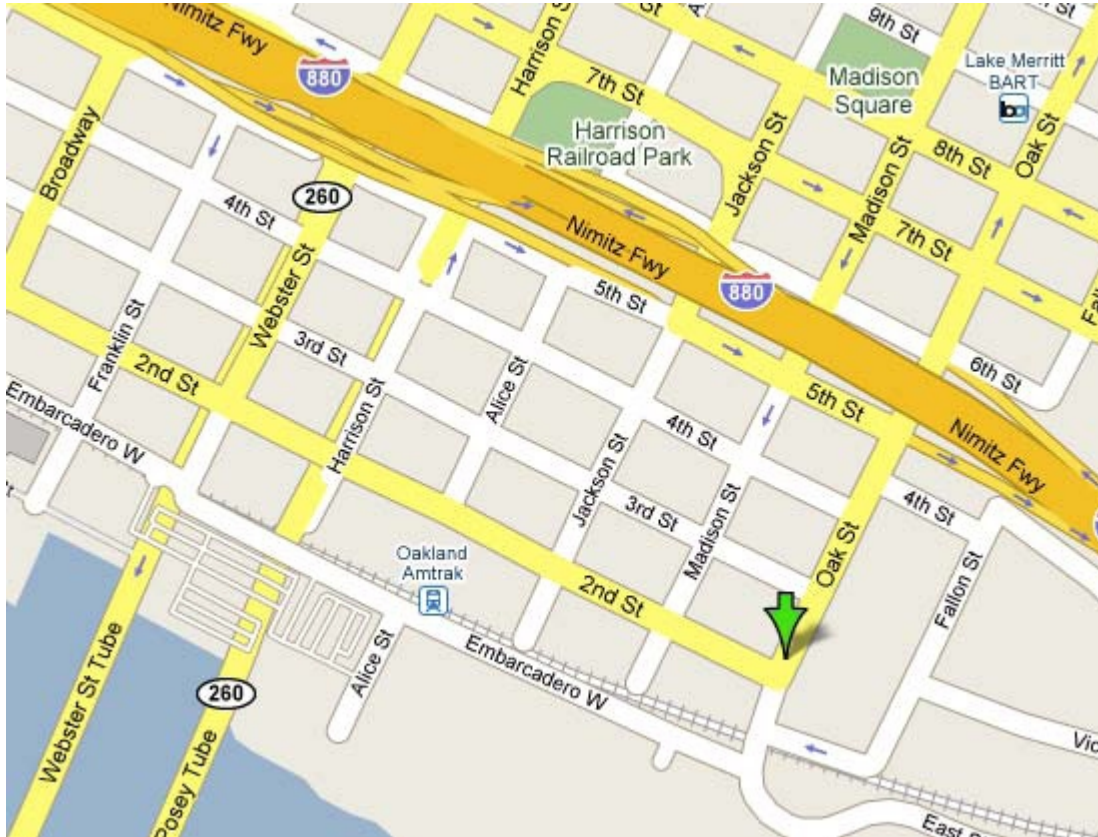 Nimitz Fwy
880
Harrison St
St
9th St
St
Lake Merritt
BART
Madison
Square
7th St
Harrison
Railroad Park
Jackson St
Madison St
8th St
Oak St
Broadway
260
4th St
Nimitz Fwy
880
7th St
Webster St
5th St
6th St
Franklin St
3rd St
2nd St
Alice St
5th St
Nimitz Fwy
Embarcadero W
Harrison St
4th St
Jackson St
3rd St
Madison St
4th St
Oak St
Fallon St
Oakland
Amtrak
2nd St
Embarcadero W
Alice St
260
Webster St Tube
Posey Tube
Vic
East